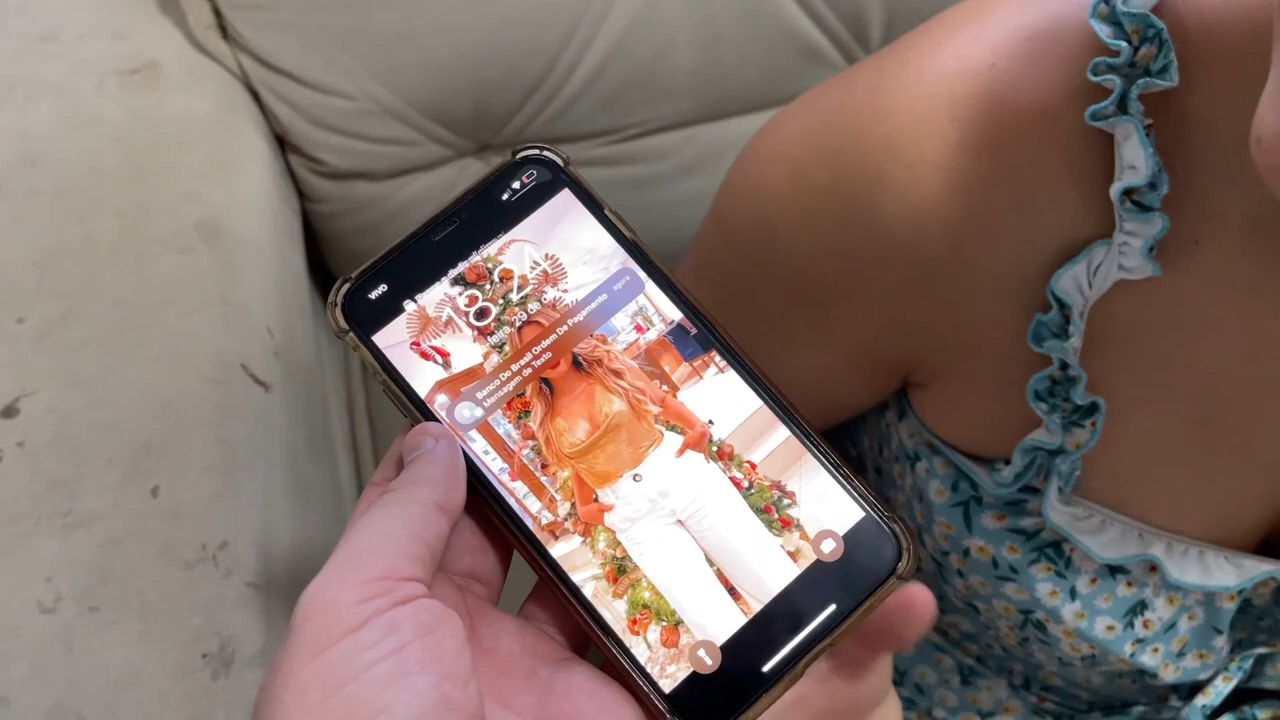 VIVO
18:24
feira, 29 de
Banco Do Brasil Ordem De Pagamento
agora
Mensagem de Texto